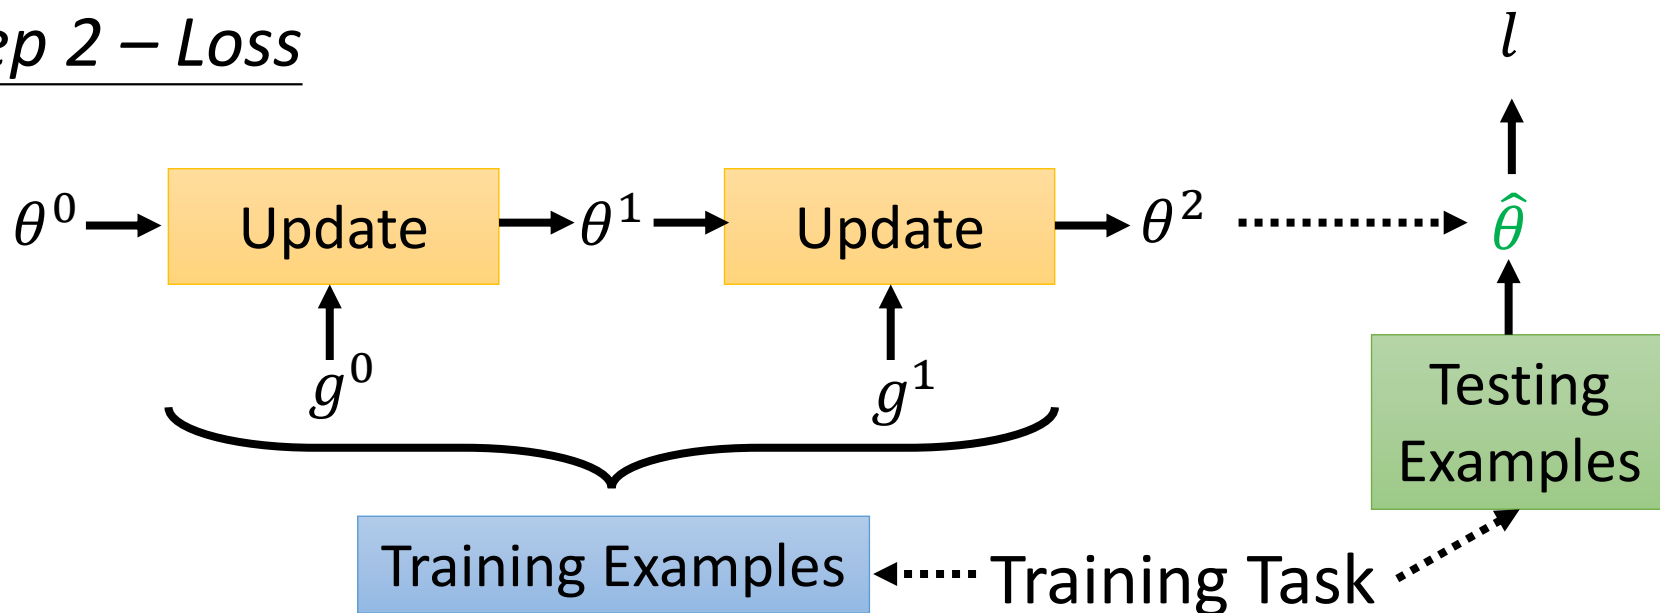 ep 2 – Loss
l
θ⁰ Update θ¹ Update θ² θ̂
g⁰ g¹
Testing
Examples
Training Examples Training Task